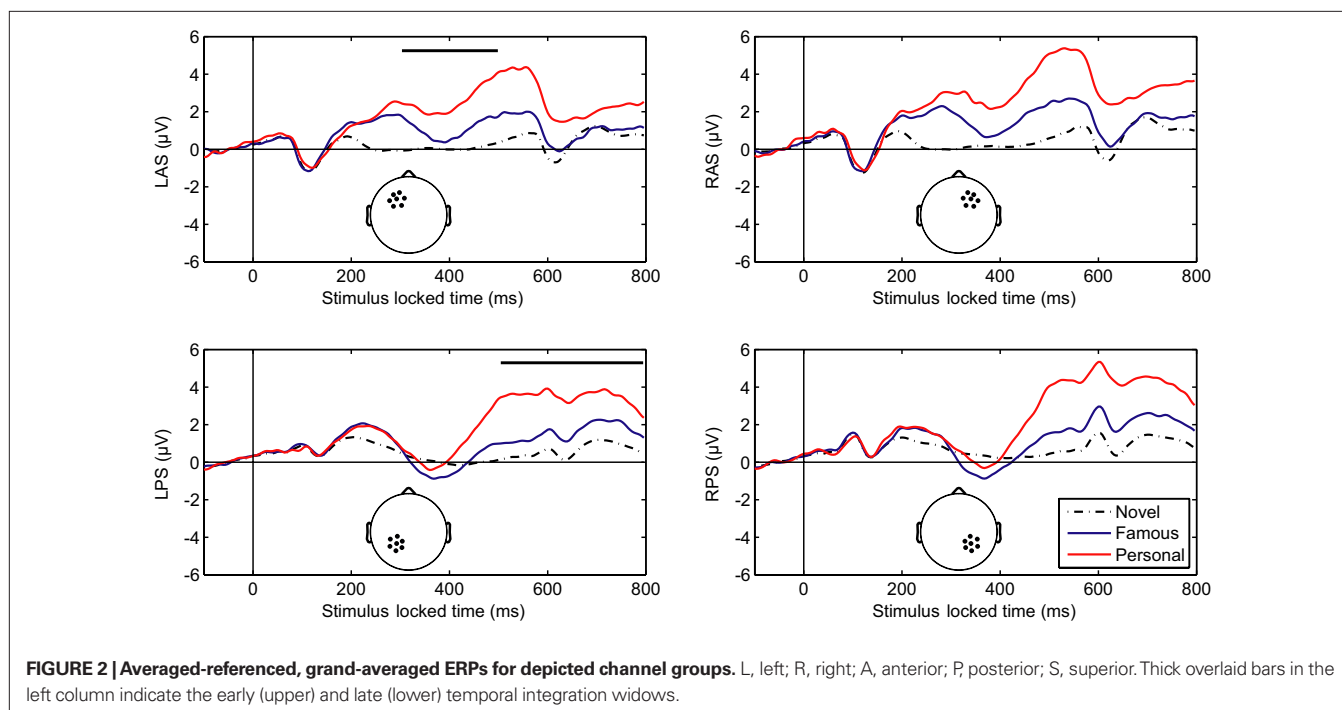 6
4
2
0
-2
-4
-6
LAS (µV)
0 200 400 600 800
Stimulus locked time (ms)
6
4
2
0
-2
-4
-6
RAS (µV)
0 200 400 600 800
Stimulus locked time (ms)
6
4
2
0
-2
-4
-6
LPS (µV)
0 200 400 600 800
Stimulus locked time (ms)
6
4
2
0
-2
-4
-6
RPS (µV)
Novel
Famous
Personal
0 200 400 600 800
Stimulus locked time (ms)
FIGURE 2 | Averaged-referenced, grand-averaged ERPs for depicted channel groups. L, left; R, right; A, anterior; P, posterior; S, superior. Thick overlaid bars in the
left column indicate the early (upper) and late (lower) temporal integration widows.